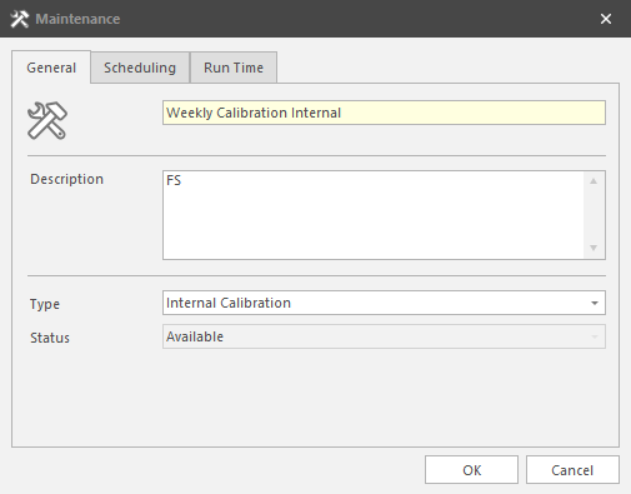 Maintenance
General Scheduling Run Time
Weekly Calibration Internal
Description FS
Type Internal Calibration
Status Available
OK Cancel